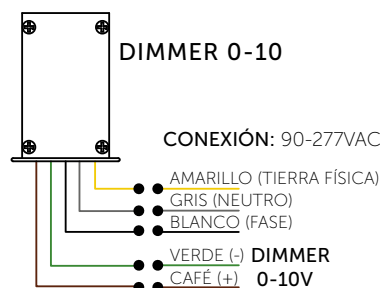 DIMMER 0-10
CONEXIÓN: 90-277VAC
AMARILLO (TIERRA FÍSICA)
GRIS (NEUTRO)
BLANCO (FASE)
VERDE (-) DIMMER
CAFÉ (+) 0-10V